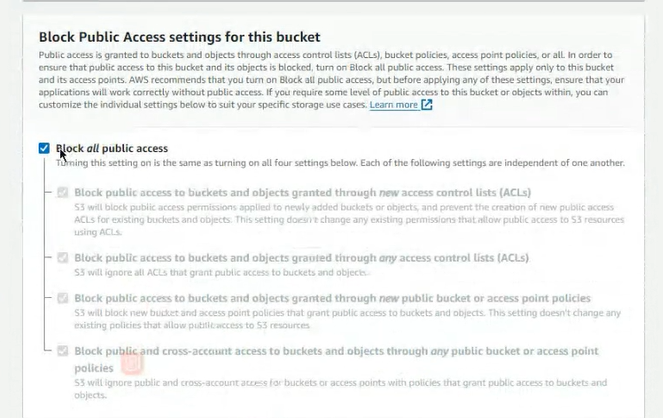 Block Public Access settings for this bucket
Public access is granted to buckets and objects through access control lists (ACLs), bucket policies, access point policies, or all. In order to
ensure that public access to this bucket and its objects is blocked, turn on Block all public access. These settings apply only to this bucket
and its access points. AWS recommends that you turn on Block all public access, but before applying any of these settings, ensure that your
applications will work correctly without public access. If you require some level of public access to this bucket or objects within, you can
customize the individual settings below to suit your specific storage use cases. Learn more
Block all public access
Turning this setting on is the same as turning on all four settings below. Each of the following settings are independent of one another.
Block public access to buckets and objects granted through new access control lists (ACLs)
S3 will block public access permissions applied to newly added buckets or objects, and prevent the creation of new public access
ACLs for existing buckets and objects. This setting doesn't change any existing permissions that allow public access to S3 resources
using ACLs.
Block public access to buckets and objects granted through any access control lists (ACLs)
S3 will ignore all ACLs that grant public access to buckets and objects.
Block public access to buckets and objects granted through new public bucket or access point policies
S3 will block new bucket and access point policies that grant public access to buckets and objects. This setting doesn't change any
existing policies that allow public access to S3 resources
Block public and cross-account access to buckets and objects through any public bucket or access point
policies
S3 will ignore public and cross-account access for buckets or access points with policies that grant public access to buckets and
objects.